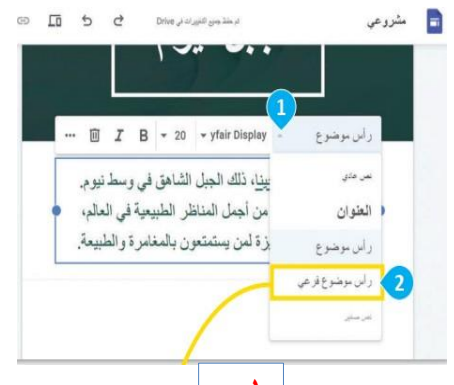 مشروعي
تم حفظ جميع التغييرات في Drive
1
رأس موضوع
yfair Display
20
B I
نص عادي
العنوان
رأس موضوع
رأس موضوع فرعي
2
نص صغير
بينا، ذلك الجبل الشاهق في وسط نيوم.
من أجمل المناظر الطبيعية في العالم،
يزة لمن يستمتعون بالمغامرة والطبيعة.